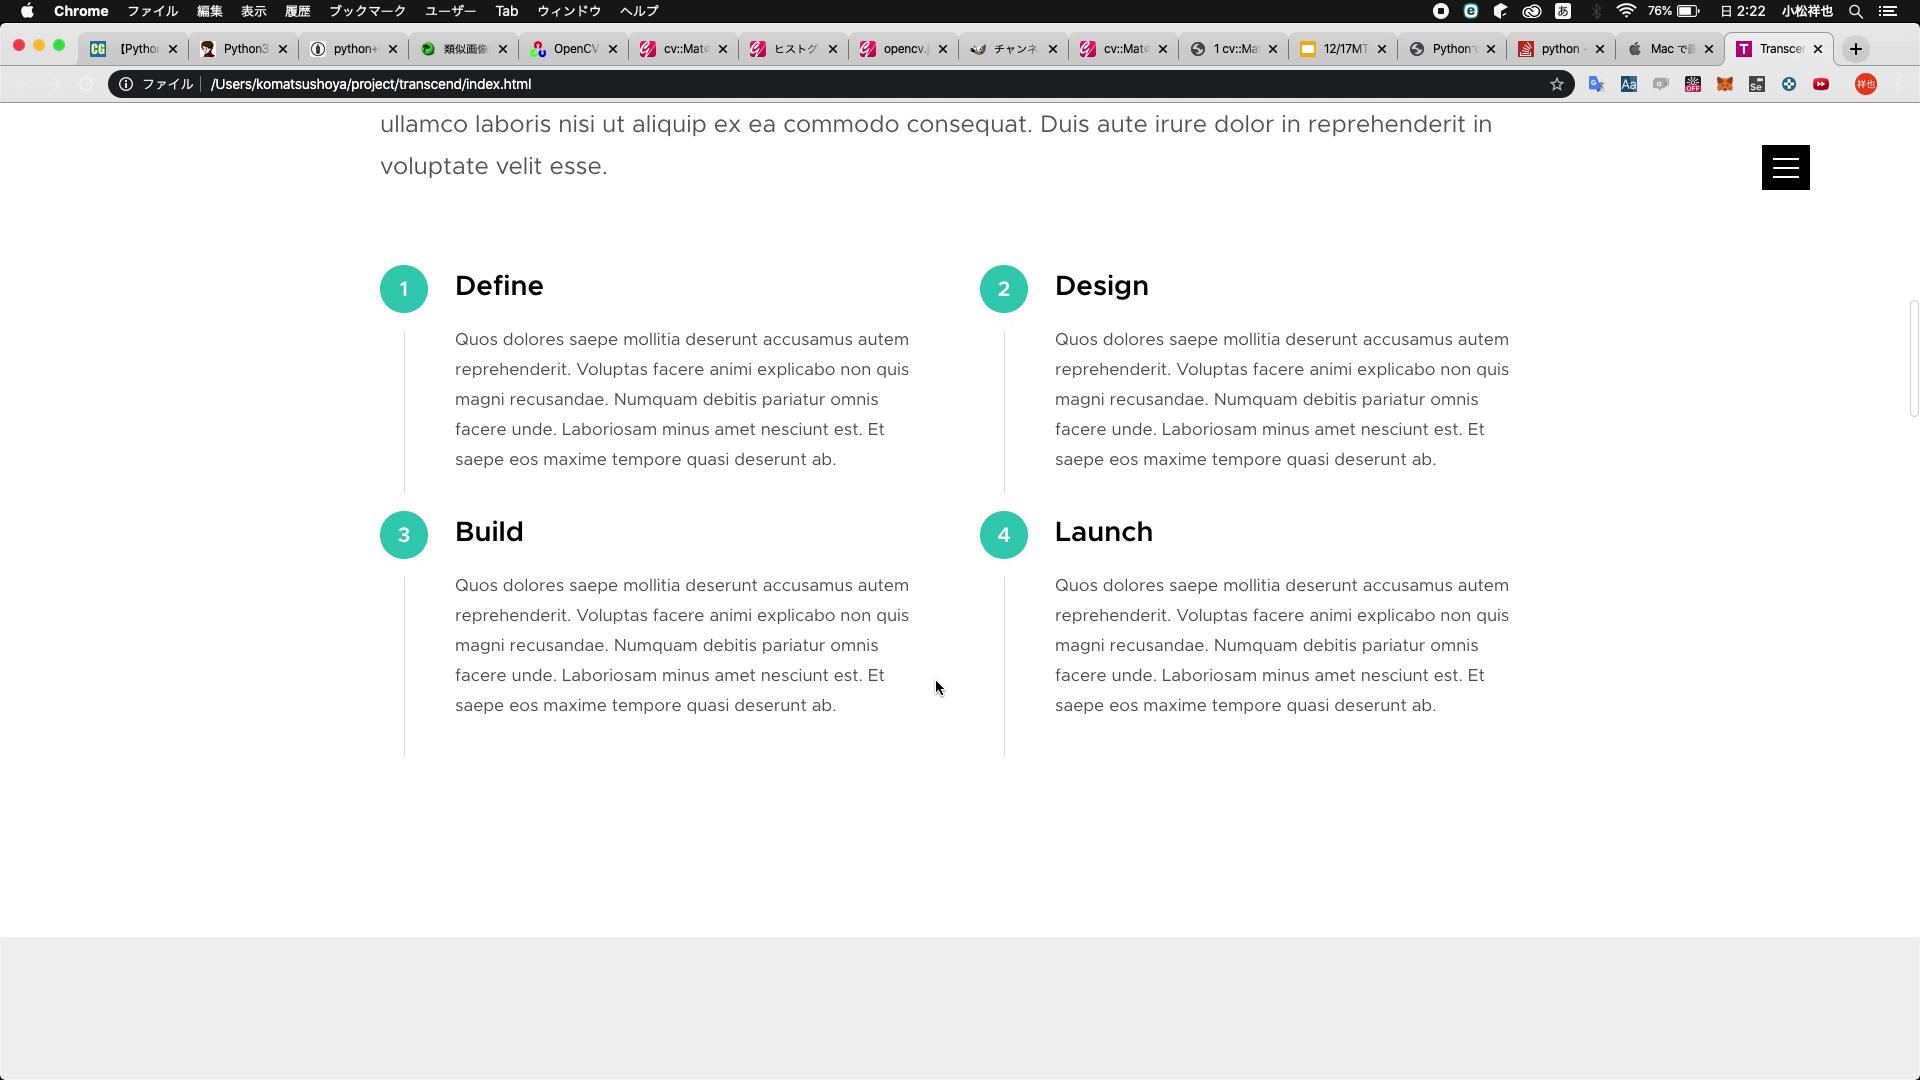 Chrome ファイル 編集 表示 履歴 ブックマーク ユーザー Tab ウィンドウ ヘルプ あ 76% 日 2:22 小松祥也
【Pytho Python3 python+ 類似画像 OpenCV cv::Mat ヒストグ opencv. チャンネ cv::Mat 1 cv::Ma 12/17MT Python python - Mac で Transce
ファイル /Users/komatsushoya/project/transcend/index.html Aa OFF Se 祥也
ullamco laboris nisi ut aliquip ex ea commodo consequat. Duis aute irure dolor in reprehenderit in
voluptate velit esse.
1 Define
Quos dolores saepe mollitia deserunt accusamus autem
reprehenderit. Voluptas facere animi explicabo non quis
magni recusandae. Numquam debitis pariatur omnis
facere unde. Laboriosam minus amet nesciunt est. Et
saepe eos maxime tempore quasi deserunt ab.
2 Design
Quos dolores saepe mollitia deserunt accusamus autem
reprehenderit. Voluptas facere animi explicabo non quis
magni recusandae. Numquam debitis pariatur omnis
facere unde. Laboriosam minus amet nesciunt est. Et
saepe eos maxime tempore quasi deserunt ab.
3 Build
Quos dolores saepe mollitia deserunt accusamus autem
reprehenderit. Voluptas facere animi explicabo non quis
magni recusandae. Numquam debitis pariatur omnis
facere unde. Laboriosam minus amet nesciunt est. Et
saepe eos maxime tempore quasi deserunt ab.
4 Launch
Quos dolores saepe mollitia deserunt accusamus autem
reprehenderit. Voluptas facere animi explicabo non quis
magni recusandae. Numquam debitis pariatur omnis
facere unde. Laboriosam minus amet nesciunt est. Et
saepe eos maxime tempore quasi deserunt ab.